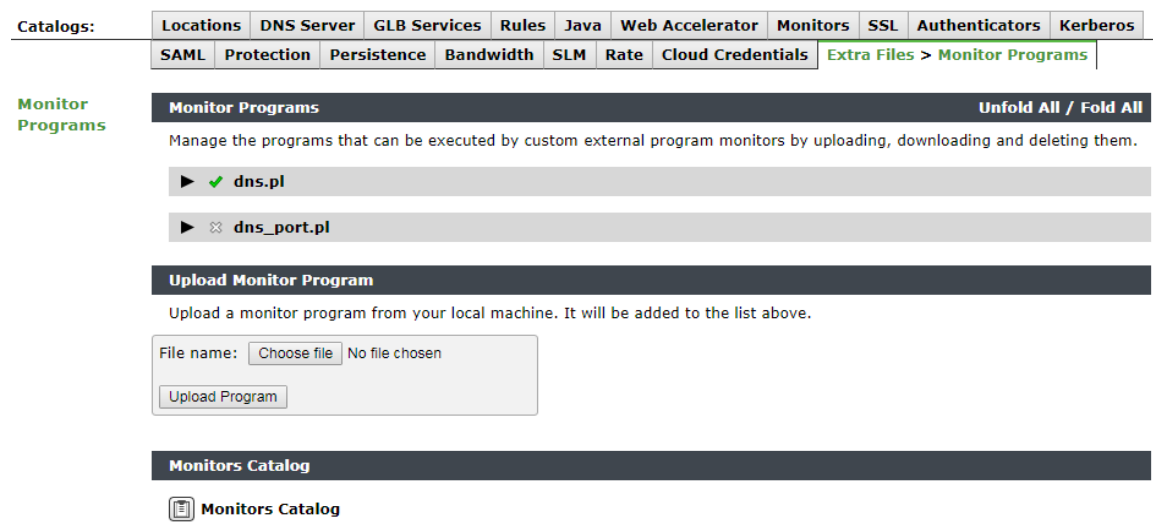 Catalogs: Locations DNS Server GLB Services Rules Java Web Accelerator Monitors SSL Authenticators Kerberos
SAML Protection Persistence Bandwidth SLM Rate Cloud Credentials Extra Files > Monitor Programs
Monitor Programs
Monitor Programs Unfold All / Fold All
Manage the programs that can be executed by custom external program monitors by uploading, downloading and deleting them.
dns.pl
dns_port.pl
Upload Monitor Program
Upload a monitor program from your local machine. It will be added to the list above.
File name: Choose file No file chosen
Upload Program
Monitors Catalog
Monitors Catalog